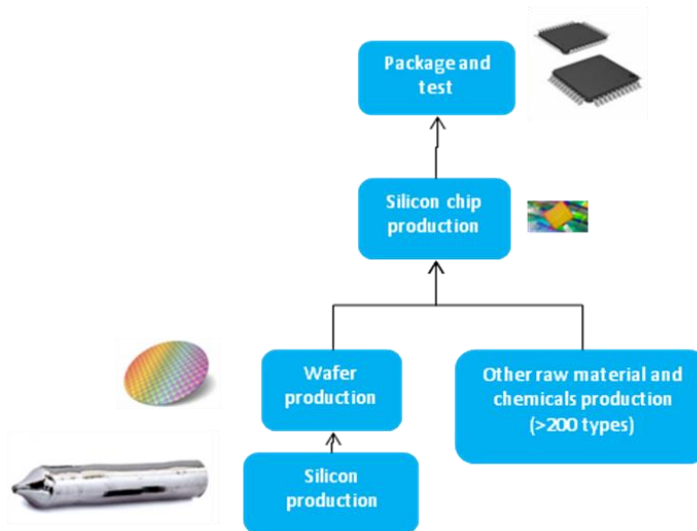 Package and
test
Silicon chip
production
Wafer
production
Other raw material and
chemicals production
(>200 types)
Silicon
production